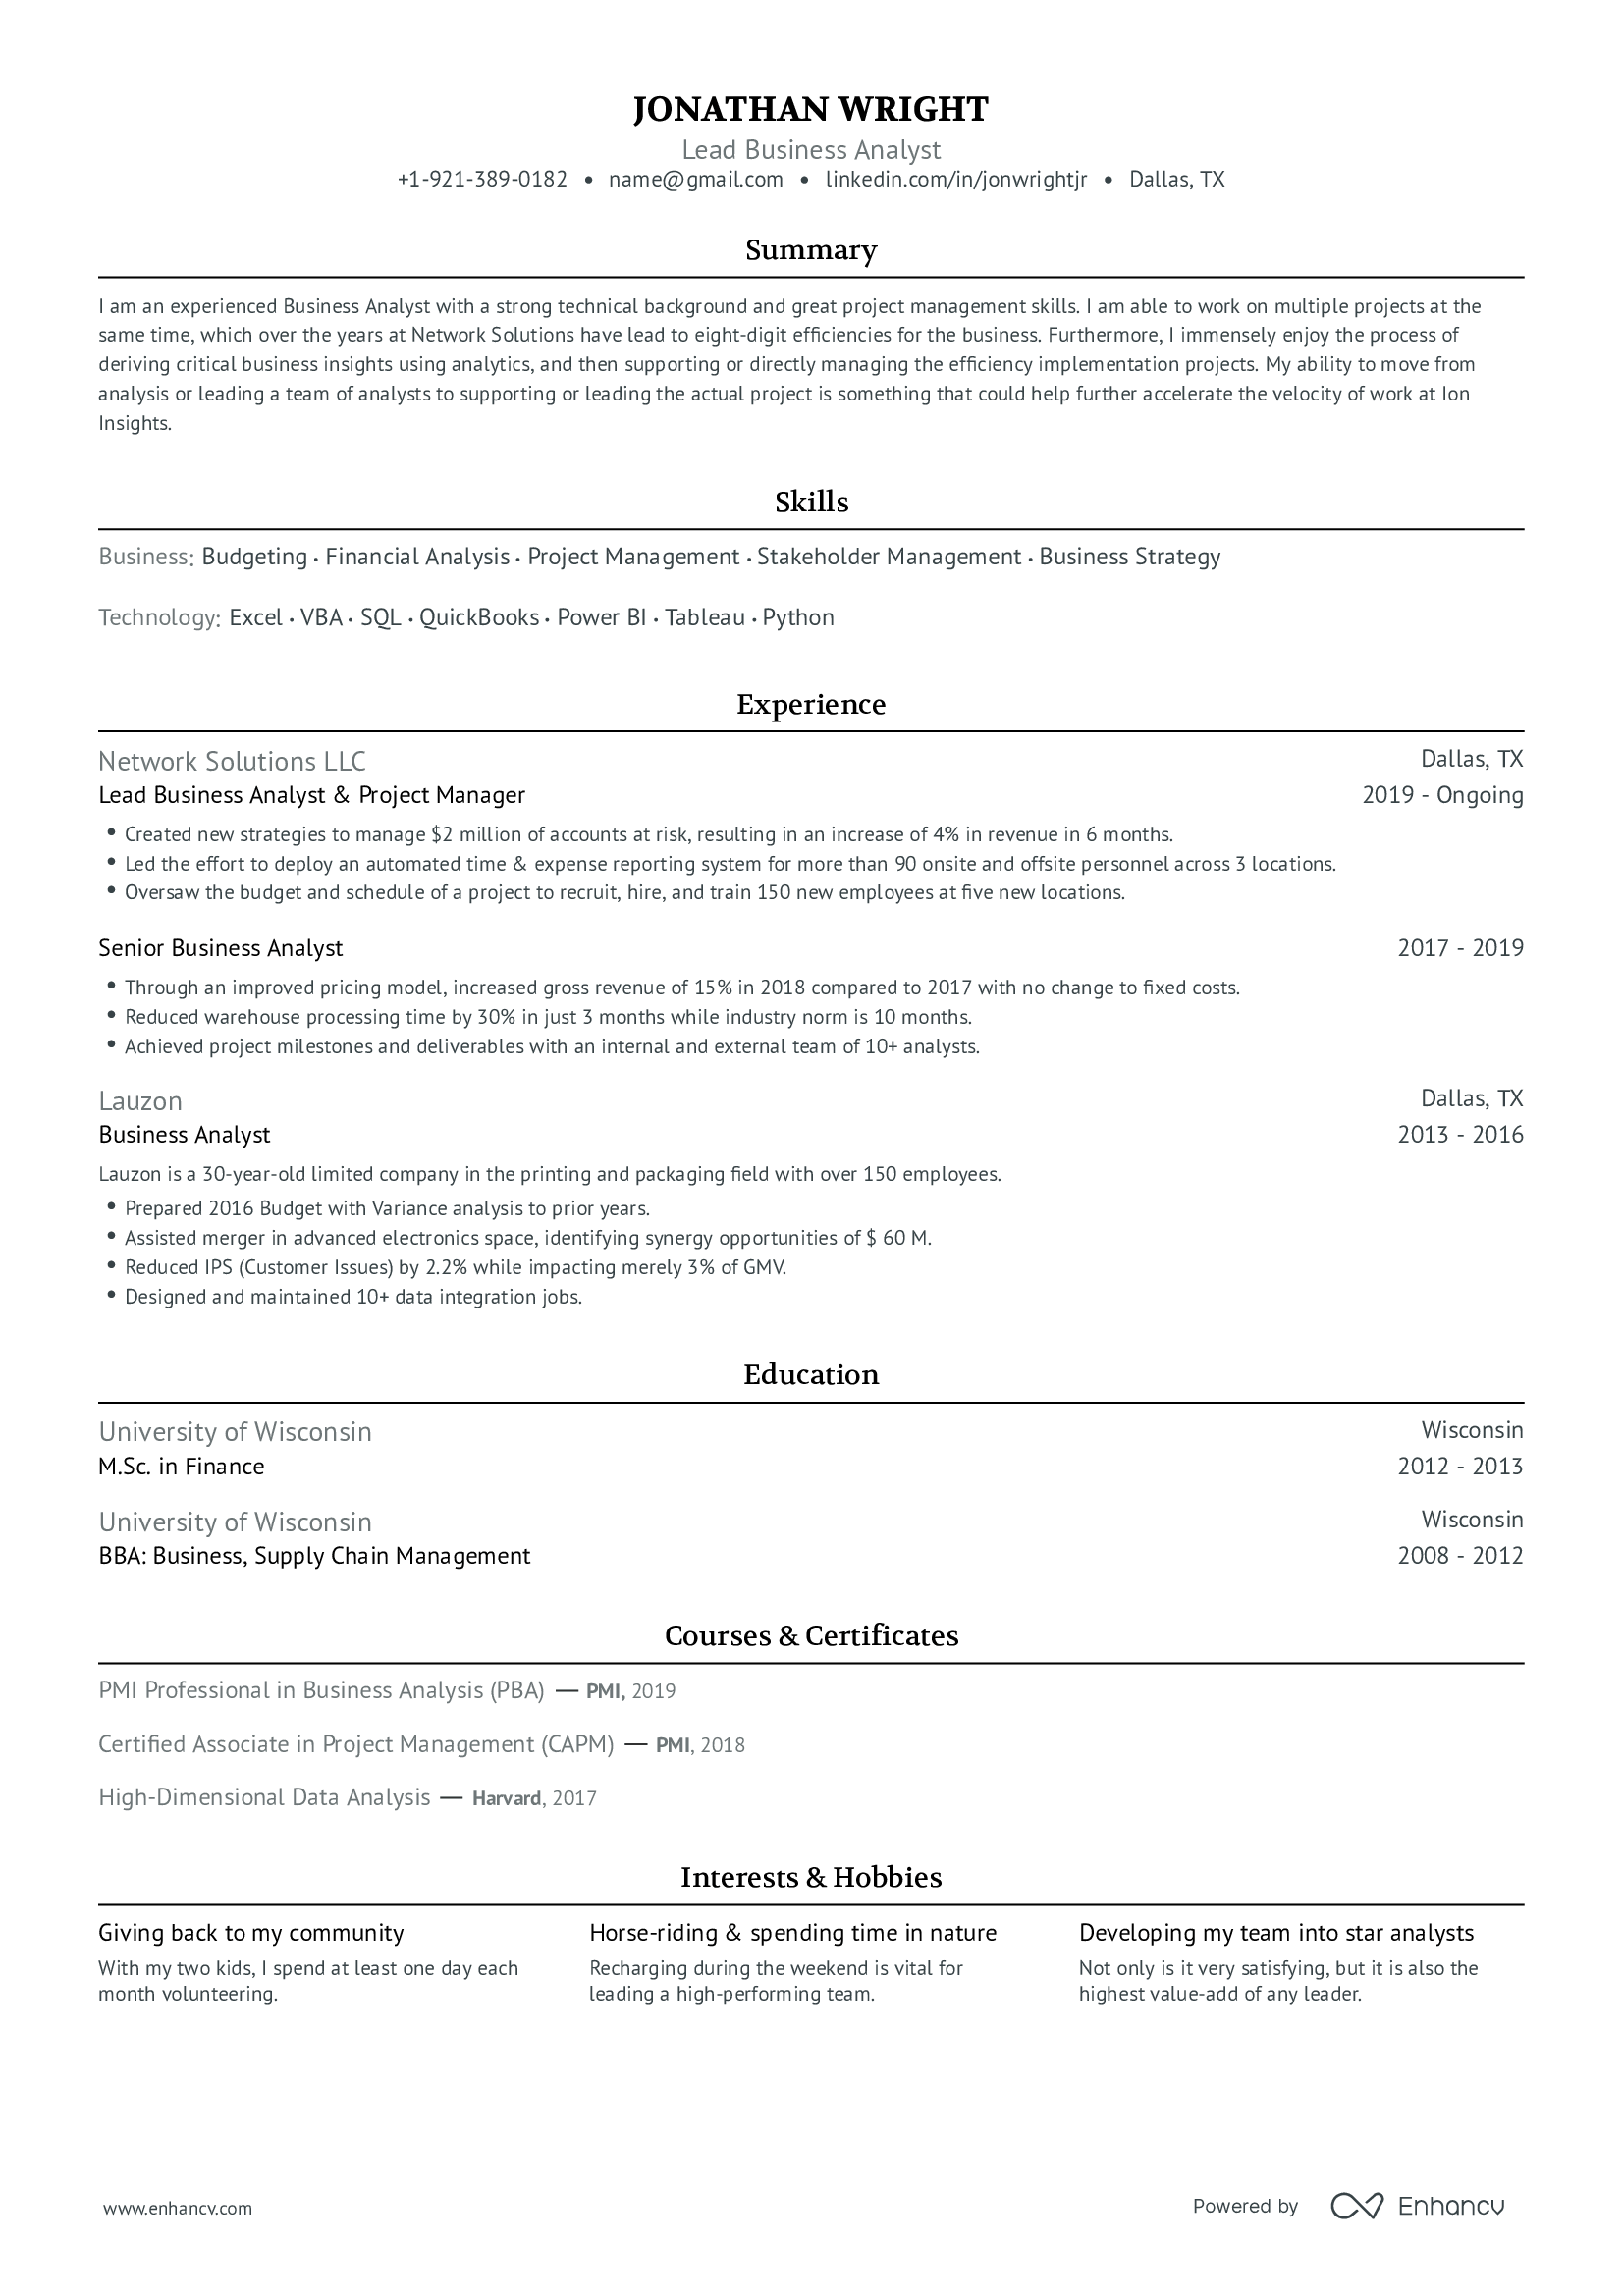 JONATHAN WRIGHT
Lead Business Analyst
+1-921-389-0182 • name@gmail.com • linkedin.com/in/jonwrightjr • Dallas, TX
Summary
I am an experienced Business Analyst with a strong technical background and great project management skills. I am able to work on multiple projects at the
same time, which over the years at Network Solutions have lead to eight-digit efficiencies for the business. Furthermore, I immensely enjoy the process of
deriving critical business insights using analytics, and then supporting or directly managing the efficiency implementation projects. My ability to move from
analysis or leading a team of analysts to supporting or leading the actual project is something that could help further accelerate the velocity of work at Ion
Insights.
Skills
Business: Budgeting • Financial Analysis • Project Management • Stakeholder Management • Business Strategy
Technology: Excel • VBA • SQL • QuickBooks • Power BI • Tableau • Python
Experience
Network Solutions LLC Dallas, TX
Lead Business Analyst & Project Manager 2019 - Ongoing
• Created new strategies to manage $2 million of accounts at risk, resulting in an increase of 4% in revenue in 6 months.
• Led the effort to deploy an automated time & expense reporting system for more than 90 onsite and offsite personnel across 3 locations.
• Oversaw the budget and schedule of a project to recruit, hire, and train 150 new employees at five new locations.
Senior Business Analyst 2017 - 2019
• Through an improved pricing model, increased gross revenue of 15% in 2018 compared to 2017 with no change to fixed costs.
• Reduced warehouse processing time by 30% in just 3 months while industry norm is 10 months.
• Achieved project milestones and deliverables with an internal and external team of 10+ analysts.
Lauzon Dallas, TX
Business Analyst 2013 - 2016
Lauzon is a 30-year-old limited company in the printing and packaging field with over 150 employees.
• Prepared 2016 Budget with Variance analysis to prior years.
• Assisted merger in advanced electronics space, identifying synergy opportunities of $ 60 M.
• Reduced IPS (Customer Issues) by 2.2% while impacting merely 3% of GMV.
• Designed and maintained 10+ data integration jobs.
Education
University of Wisconsin Wisconsin
M.Sc. in Finance 2012 - 2013
University of Wisconsin Wisconsin
BBA: Business, Supply Chain Management 2008 - 2012
Courses & Certificates
PMI Professional in Business Analysis (PBA) — PMI, 2019
Certified Associate in Project Management (CAPM) — PMI, 2018
High-Dimensional Data Analysis — Harvard, 2017
Interests & Hobbies
Giving back to my community
With my two kids, I spend at least one day each
month volunteering.
Horse-riding & spending time in nature
Recharging during the weekend is vital for
leading a high-performing team.
Developing my team into star analysts
Not only is it very satisfying, but it is also the
highest value-add of any leader.
www.enhancv.com
Powered by Enhancv